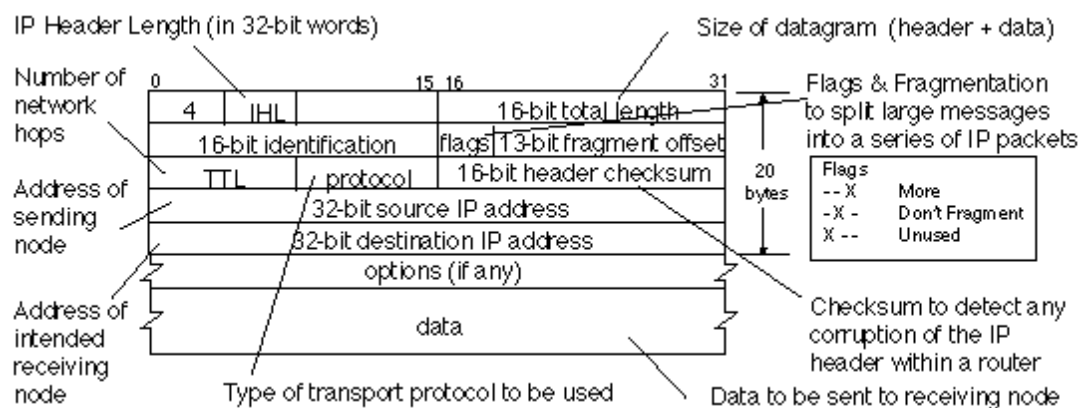 IP Header Length (in 32-bit words)
Size of datagram (header + data)
Number of
network
hops
0
15
16
31
Flags & Fragmentation
to split large messages
into a series of IP packets
4
IHL
16-bit total length
16-bit identification
flags
13-bit fragment offset
TTL
protocol
16-bit header checksum
20
bytes
Flags
--X More
-X- Don't Fragment
X-- Unused
Address of
sending
node
32-bit source IP address
32-bit destination IP address
options (if any)
Address of
intended
receiving
node
data
Checksum to detect any
corruption of the IP
header within a router
Type of transport protocol to be used
Data to be sent to receiving node